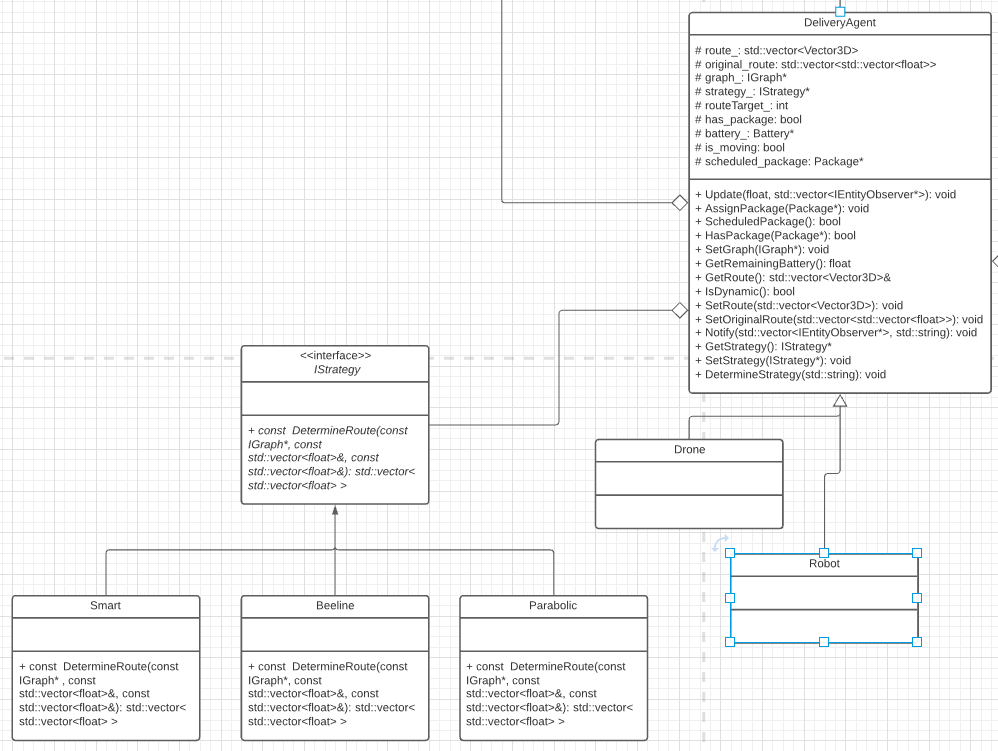 DeliveryAgent
# route_: std::vector<Vector3D>
# original_route: std::vector<std::vector<float>>
# graph_: IGraph*
# strategy_: IStrategy*
# routeTarget_: int
# has_package: bool
# battery_: Battery*
# is_moving: bool
# scheduled_package: Package*
+ Update(float, std::vector<IEntityObserver*>): void
+ AssignPackage(Package*): void
+ ScheduledPackage(): bool
+ HasPackage(Package*): bool
+ SetGraph(IGraph*): void
+ GetRemainingBattery(): float
+ GetRoute(): std::vector<Vector3D>&
+ IsDynamic(): bool
+ SetRoute(std::vector<Vector3D>): void
+ SetOriginalRoute(std::vector<std::vector<float>>): void
+ Notify(std::vector<IEntityObserver*>, std::string): void
+ GetStrategy(): IStrategy*
+ SetStrategy(IStrategy*): void
+ DetermineStrategy(std::string): void
<<interface>>
IStrategy
+ const  DetermineRoute(const
IGraph*, const
std::vector<float>&, const
std::vector<float>&): std::vector<
std::vector<float> >
Drone
Robot
Smart
+ const  DetermineRoute(const
IGraph* , const
std::vector<float>&, const
std::vector<float>&): std::vector<
std::vector<float> >
Beeline
+ const  DetermineRoute(const
IGraph*, const
std::vector<float>&, const
std::vector<float>&): std::vector<
std::vector<float> >
Parabolic
+ const  DetermineRoute(const
IGraph*, const
std::vector<float>&, const
std::vector<float>&): std::vector<
std::vector<float> >